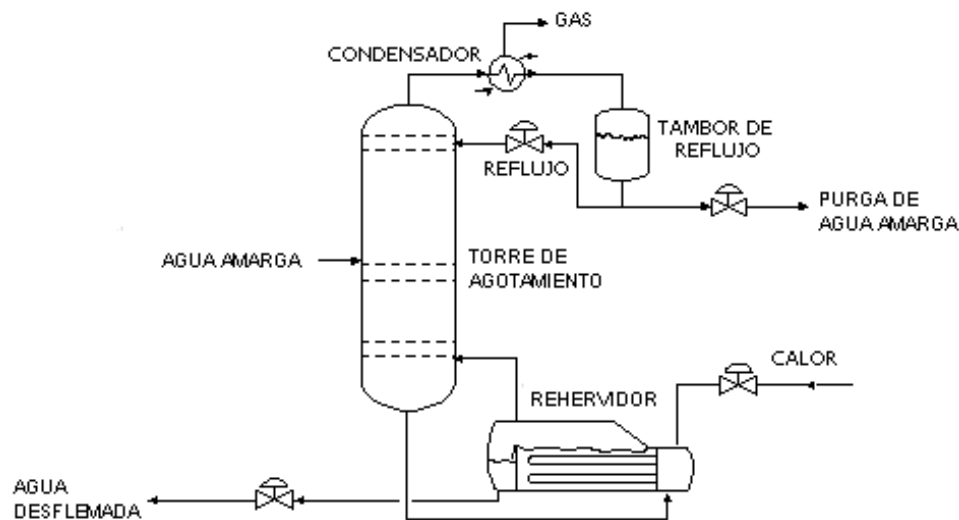 GAS
CONDENSADOR
TAMBOR DE
REFLUJO
REFLUJO
PURGA DE
AGUA AMARGA
AGUA AMARGA
TORRE DE
AGOTAMIENTO
CALOR
REHERVIDOR
AGUA
DESFLEMADA